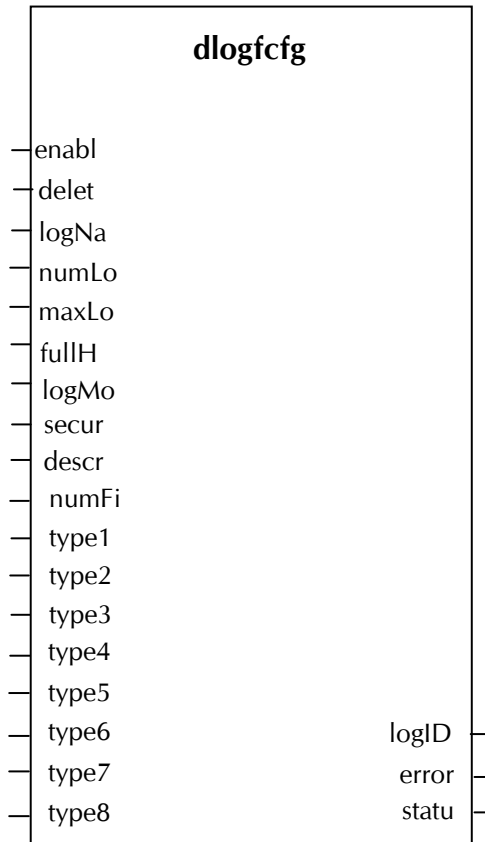 dlogfcfg
enabl
delet
logNa
numLo
maxLo
fullH
logMo
secur
descr
numFi
type1
type2
type3
type4
type5
type6 logID
type7 error
type8 statu